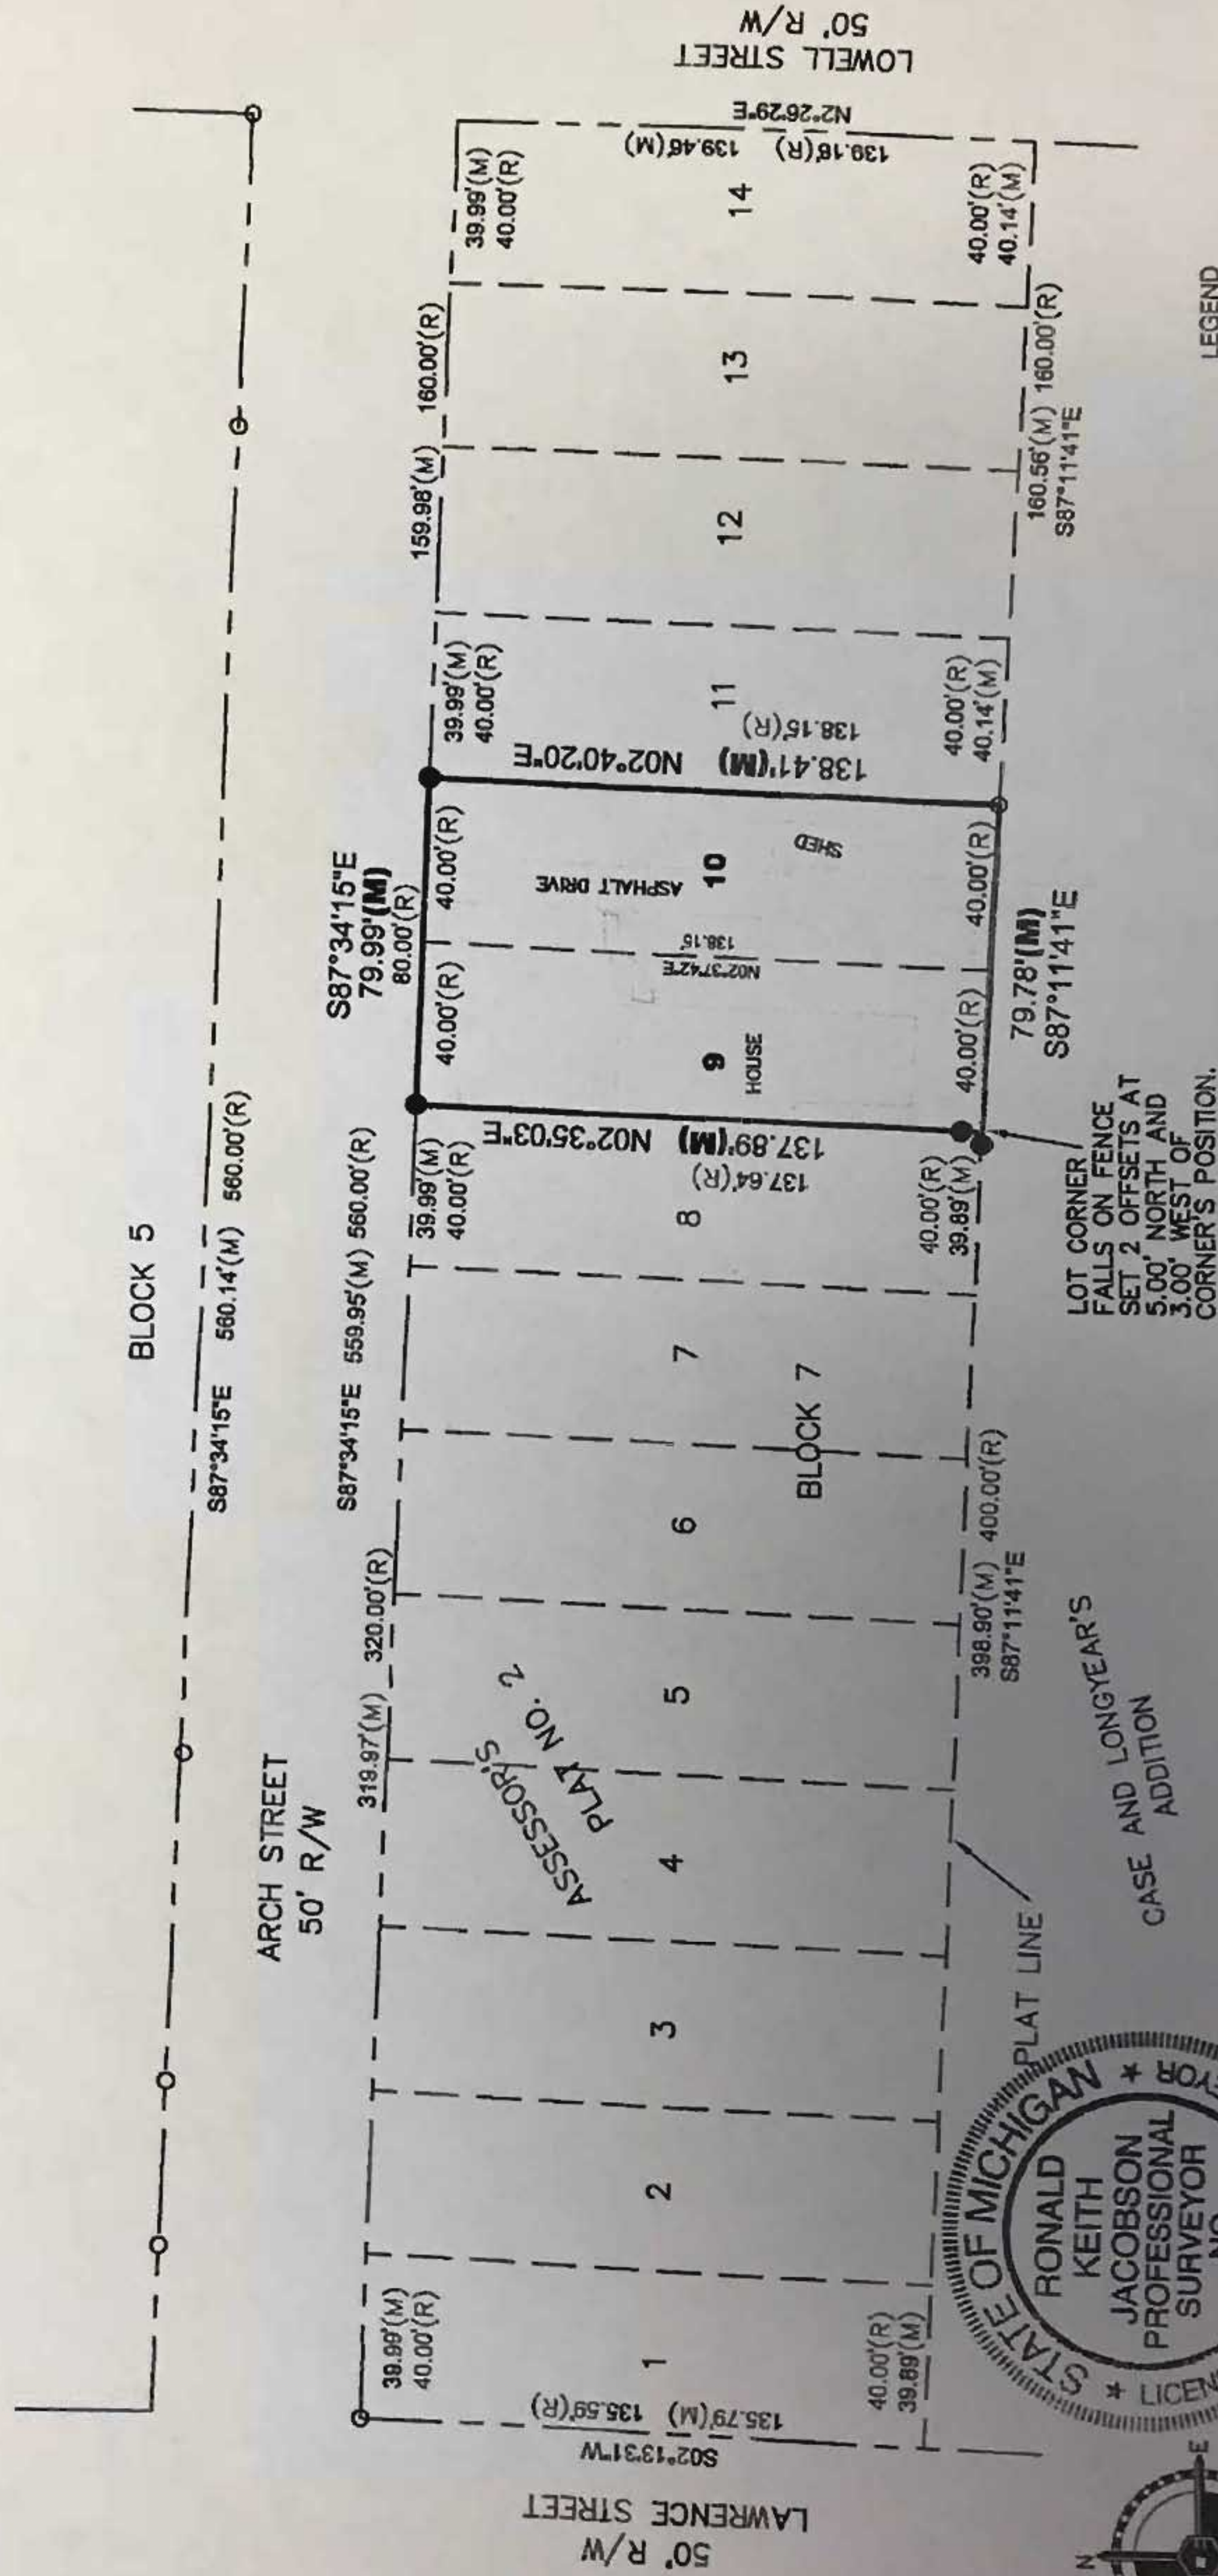 BLOCK 5
S87°34'15"E 560.14'(M) 560.00'(R)
ARCH STREET
50' R/W
S87°34'15"E 559.95'(M) 560.00'(R)
319.97'(M) 320.00'(R)
S87°34'15"E
79.99'(M)
80.00'(R)
159.98'(M) 160.00'(R)
LAWRENCE STREET
50' R/W
S02°13'31"W
135.79'(M) 135.59'(R)
39.99'(M)
40.00'(R)
1
40.00'(R)
39.89'(M)
2
3
4
5
6
7
ASSESSOR'S
PLAT NO. 2
BLOCK 7
39.99'(M)
40.00'(R)
8
40.00'(R)
39.89'(M)
137.64'(R)
137.89'(M) N02°35'03"E
40.00'(R)
9
HOUSE
40.00'(R)
N02°37'42"E
138.15'
40.00'(R)
ASPHALT DRIVE
10
SHED
40.00'(R)
138.41'(M) N02°40'20"E
138.15'(R)
39.99'(M)
40.00'(R)
11
40.00'(R)
40.14'(M)
12
13
39.99'(M)
40.00'(R)
14
40.00'(R)
40.14'(M)
139.16'(R) 139.46'(M)
N2°26'29"E
LOWELL STREET
50' R/W
398.90'(M) 400.00'(R)
S87°11'41"E
79.78'(M)
S87°11'41"E
160.56'(M) 160.00'(R)
S87°11'41"E
LOT CORNER
FALLS ON FENCE
SET 2 OFFSETS AT
5.00' NORTH AND
3.00' WEST OF
CORNER'S POSITION.
PLAT LINE
CASE AND LONGYEAR'S
ADDITION
LEGEND
STATE OF MICHIGAN
RONALD
KEITH
JACOBSON
PROFESSIONAL
SURVEYOR
NO
N
E